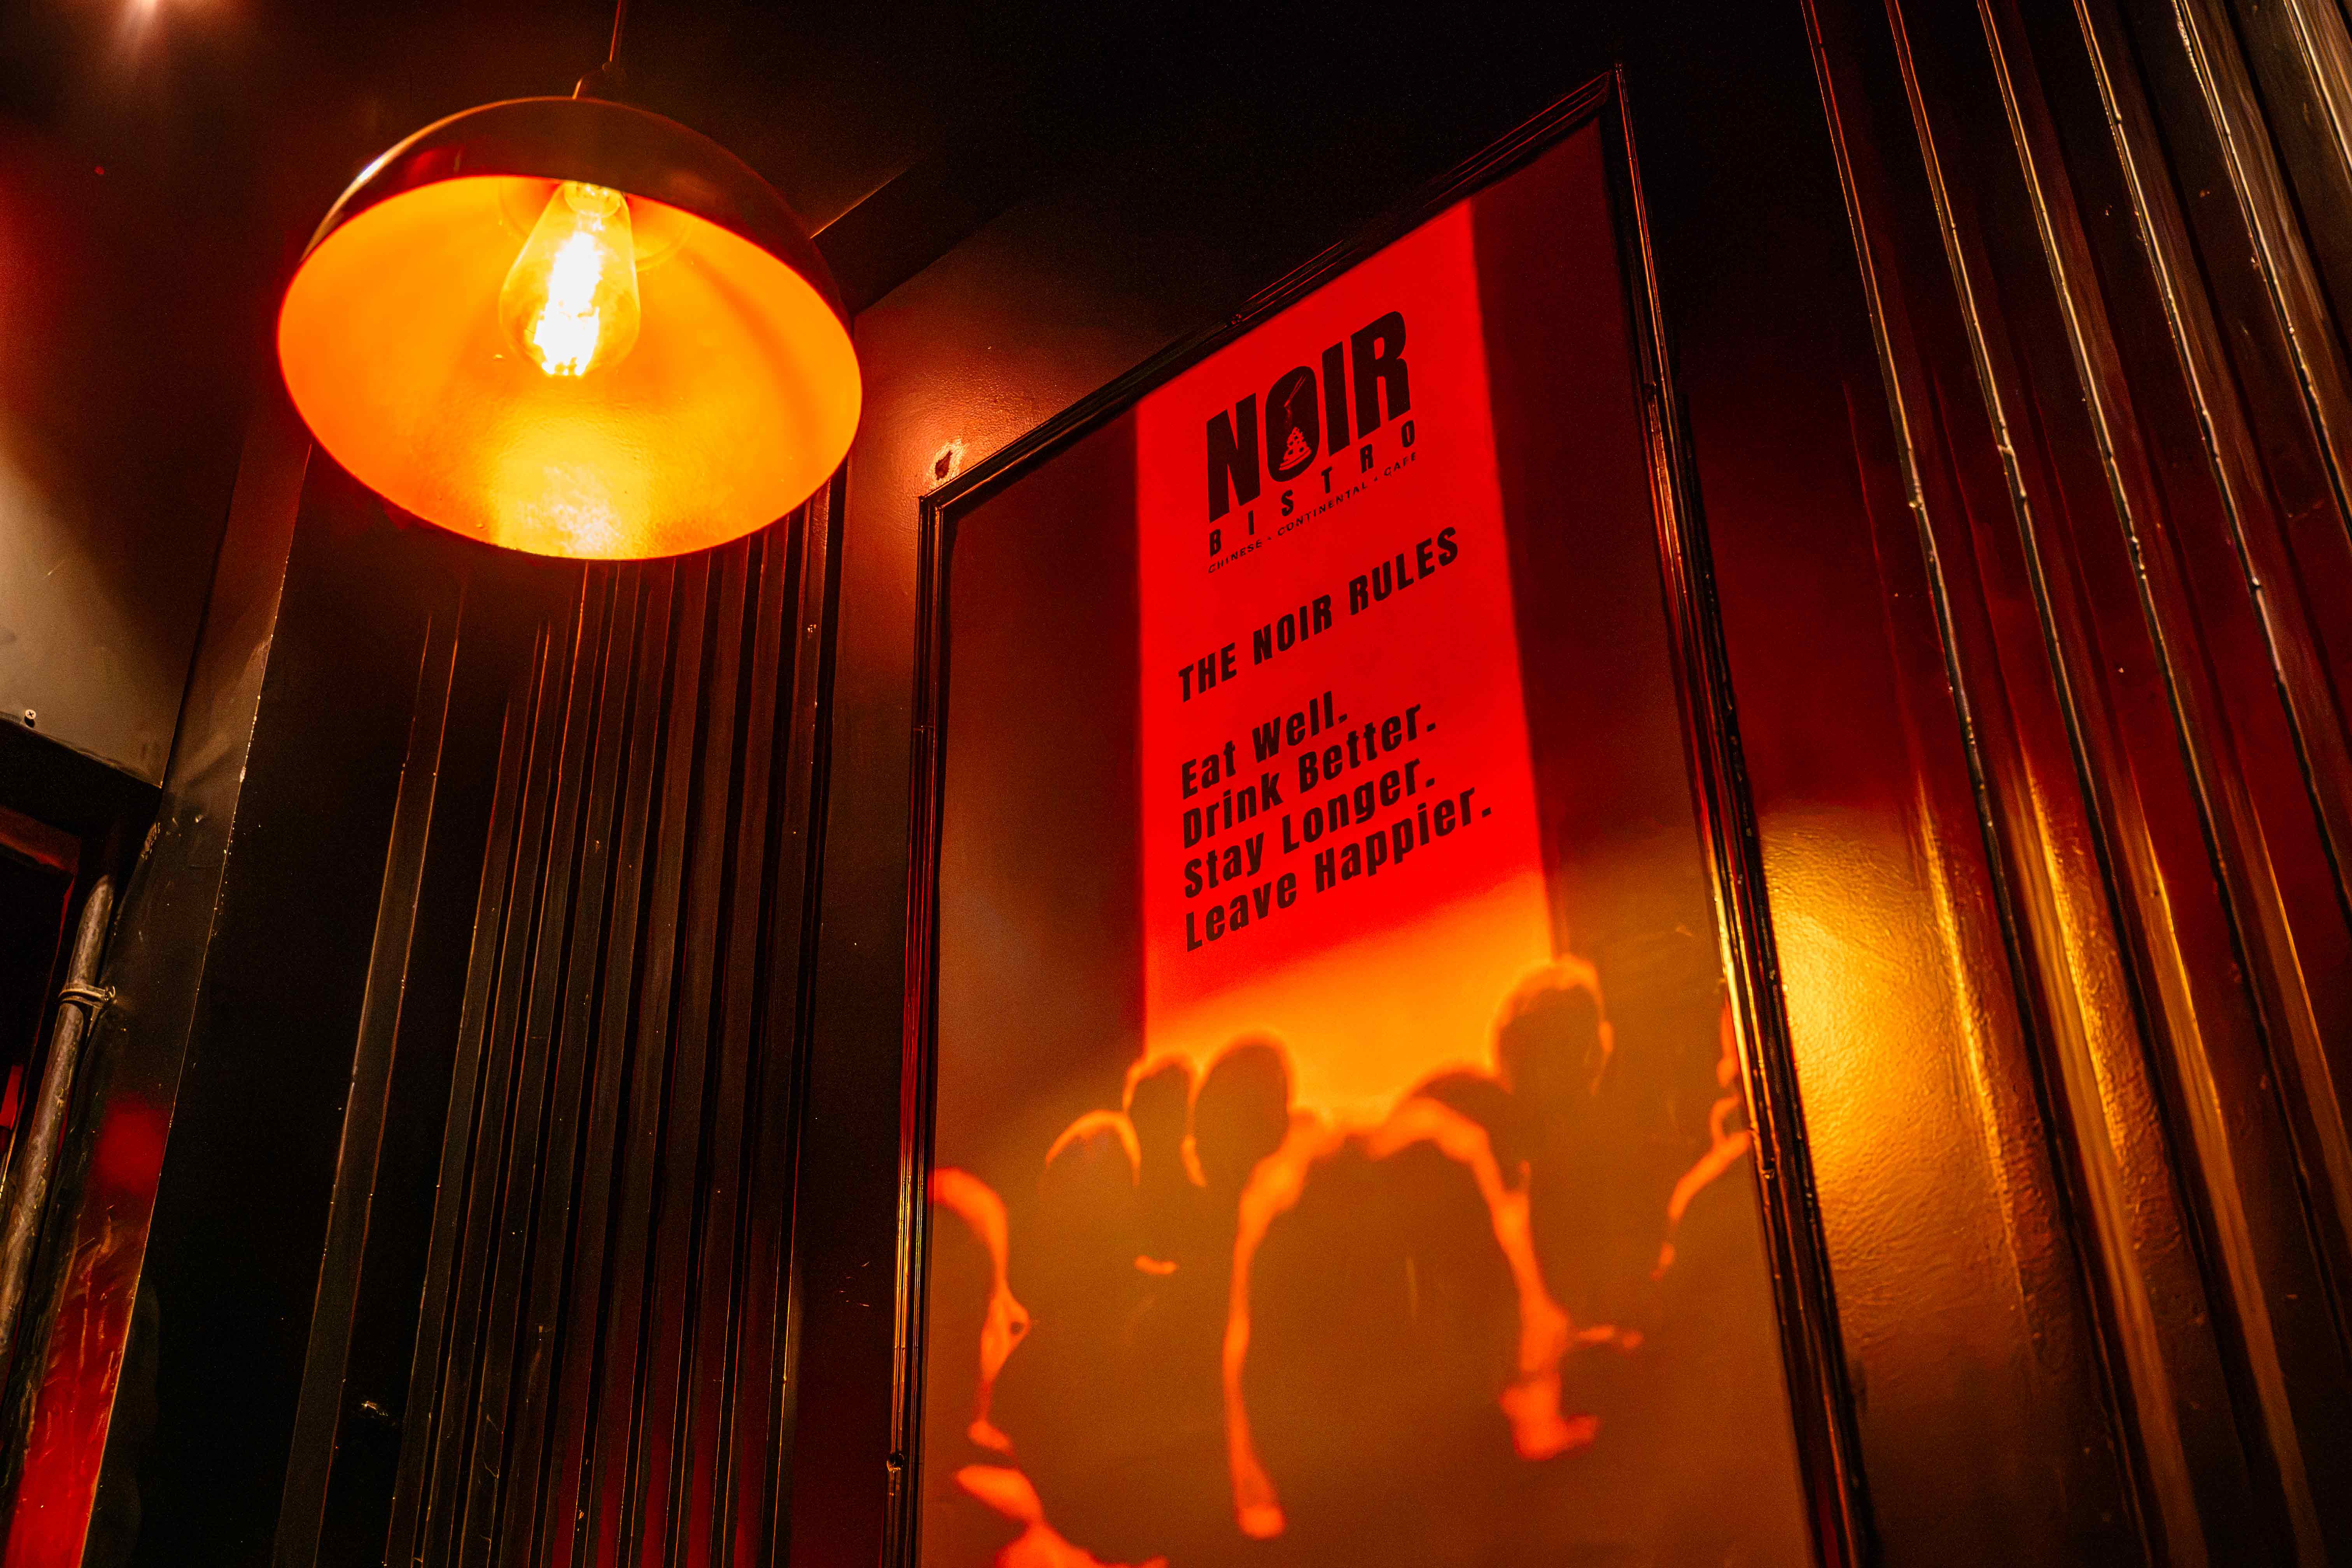 NOIR
BISTRO
CHINESE • CONTINENTAL • CAFE
THE NOIR RULES
Eat Well.
Drink Better.
Stay Longer.
Leave Happier.